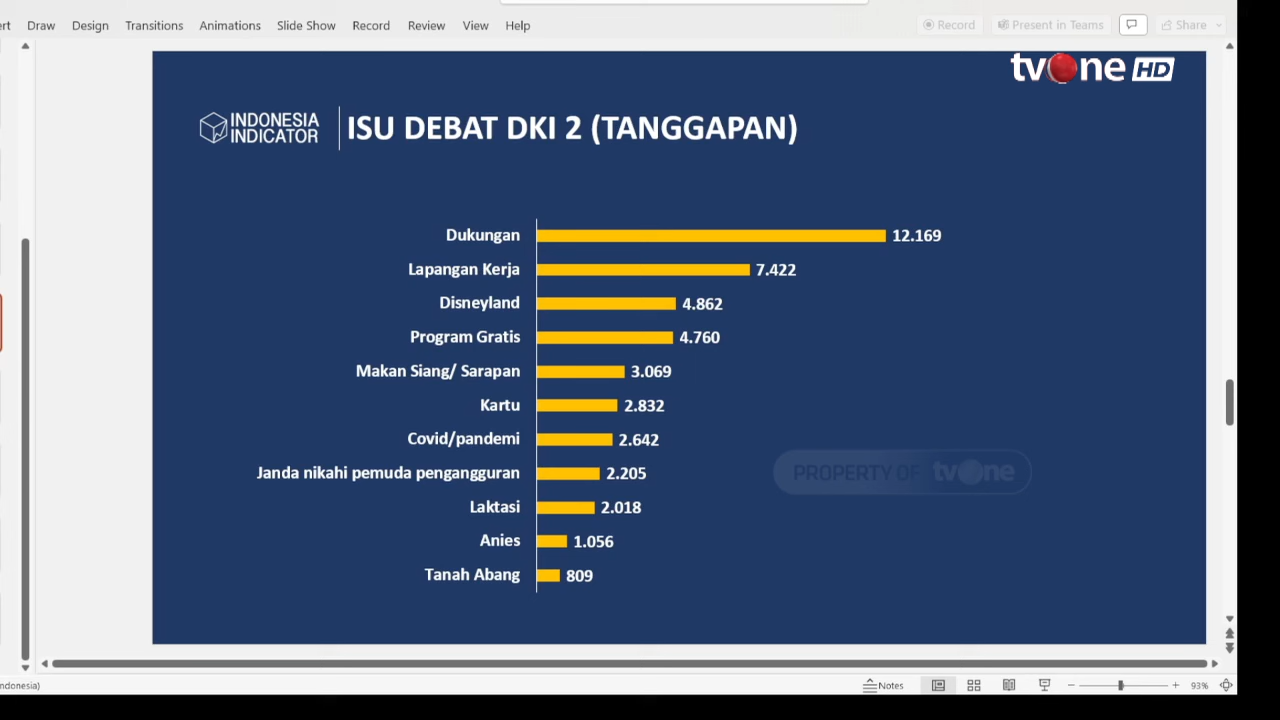 rt Draw Design Transitions Animations Slide Show Record Review View Help Record Present in Teams Share
tvOne HD
INDONESIA
INDICATOR
ISU DEBAT DKI 2 (TANGGAPAN)
Dukungan 12.169
Lapangan Kerja 7.422
Disneyland 4.862
Program Gratis 4.760
Makan Siang/ Sarapan 3.069
Kartu 2.832
Covid/pandemi 2.642
Janda nikahi pemuda pengangguran 2.205
PROPERTY OF tvOne
Laktasi 2.018
Anies 1.056
Tanah Abang 809
ndonesia) Notes 93%